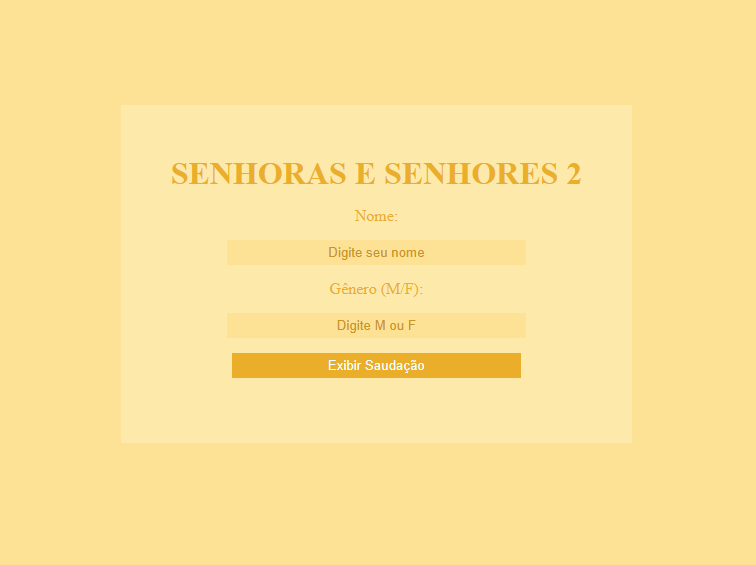 SENHORAS E SENHORES 2
Nome:
Digite seu nome
Gênero (M/F):
Digite M ou F
Exibir Saudação